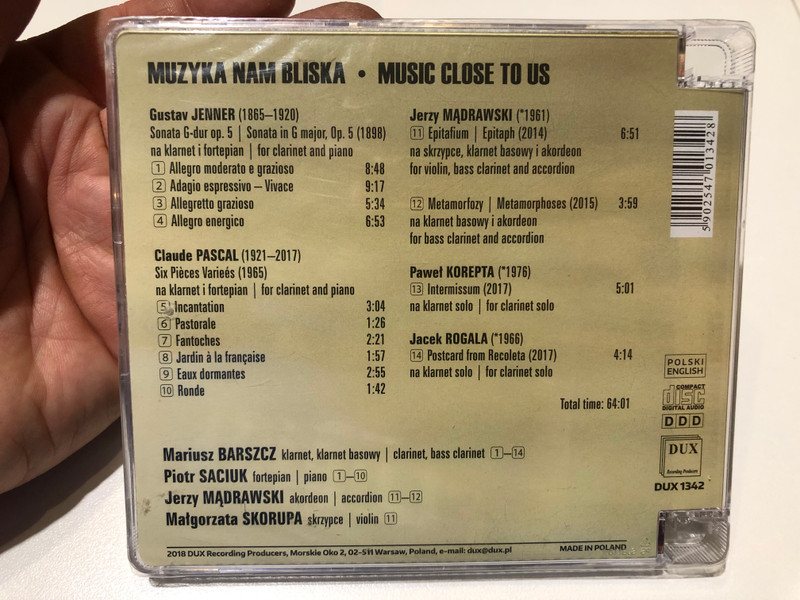 MUZYKA NAM BLISKA • MUSIC CLOSE TO US
Gustav JENNER (1865–1920)
Sonata G-dur op. 5 | Sonata in G major, Op. 5 (1898)
na klarnet i fortepian | for clarinet and piano
1 Allegro moderato e grazioso 8:48
2 Adagio espressivo – Vivace 9:17
3 Allegretto grazioso 5:34
4 Allegro energico 6:53
Claude PASCAL (1921–2017)
Six Pièces Varieés (1965)
na klarnet i fortepian | for clarinet and piano
5 Incantation 3:04
6 Pastorale 1:26
7 Fantoches 2:21
8 Jardin à la française 1:57
9 Eaux dormantes 2:55
10 Ronde 1:42
Jerzy MĄDRAWSKI (*1961)
11 Epitafium | Epitaph (2014) 6:51
na skrzypce, klarnet basowy i akordeon
for violin, bass clarinet and accordion
12 Metamorfozy | Metamorphoses (2015) 3:59
na klarnet basowy i akordeon
for bass clarinet and accordion
Paweł KOREPTA (*1976)
13 Intermissum (2017) 5:01
na klarnet solo | for clarinet solo
Jacek ROGALA (*1966)
14 Postcard from Recoleta (2017) 4:14
na klarnet solo | for clarinet solo
Total time: 64:01
5 902547 013428
POLSKI
ENGLISH
COMPACT
disc
DIGITAL AUDIO
DDD
DUX
Recording Producers
DUX 1342
Mariusz BARSZCZ klarnet, klarnet basowy | clarinet, bass clarinet 1–14
Piotr SACIUK fortepian | piano 1–10
Jerzy MĄDRAWSKI akordeon | accordion 11–12
Małgorzata SKORUPA skrzypce | violin 11
2018 DUX Recording Producers, Morskie Oko 2, 02-511 Warsaw, Poland, e-mail: dux@dux.pl MADE IN POLAND